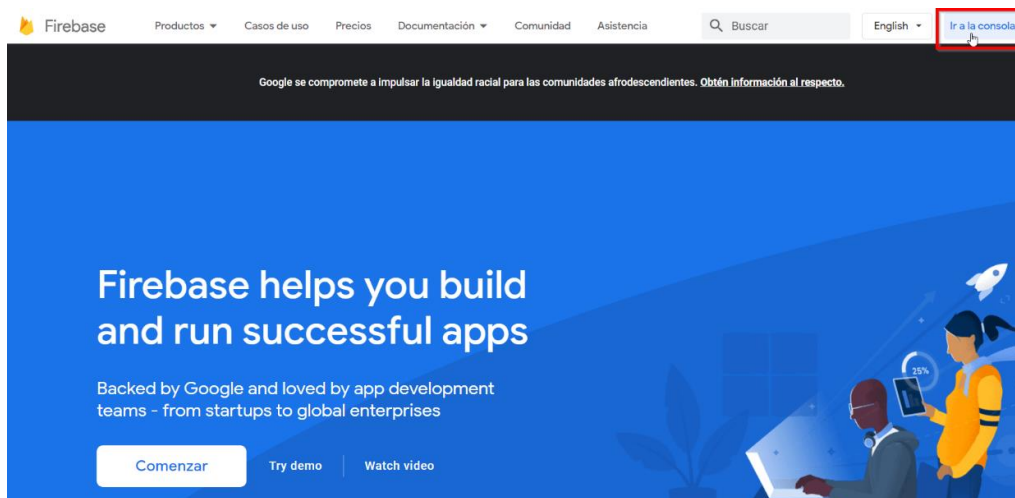 Firebase Productos Casos de uso Precios Documentación Comunidad Asistencia Buscar English Ir a la consola
Google se compromete a impulsar la igualdad racial para las comunidades afrodescendientes. Obtén información al respecto.
Firebase helps you build
and run successful apps
Backed by Google and loved by app development
teams - from startups to global enterprises
Comenzar Try demo Watch video
25%